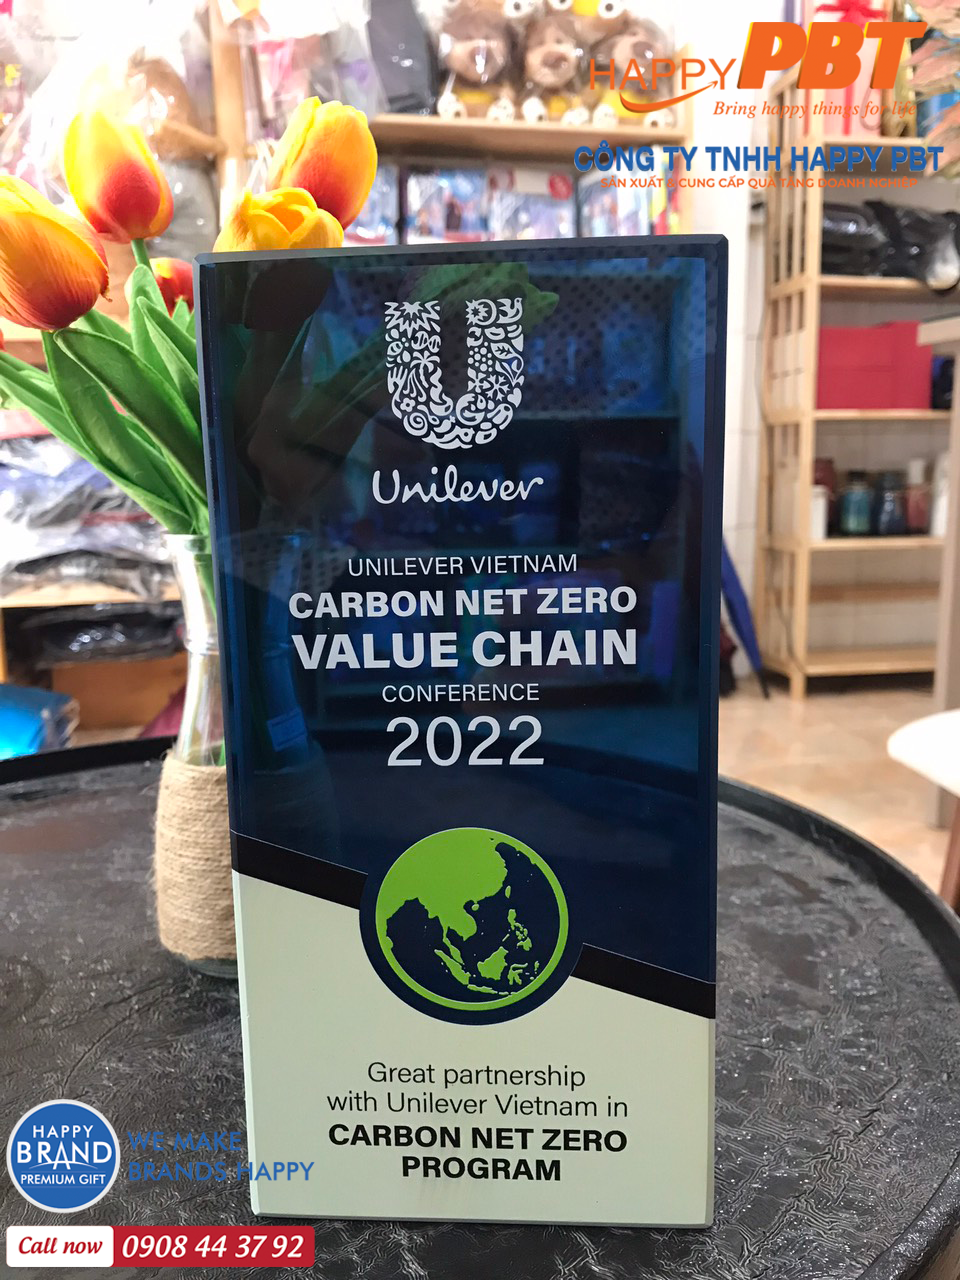 HAPPY PBT
Bring happy things for life
CÔNG TY TNHH HAPPY PBT
SẢN XUẤT & CUNG CẤP QUÀ TẶNG DOANH NGHIỆP
Unilever
UNILEVER VIETNAM
CARBON NET ZERO
VALUE CHAIN
CONFERENCE
2022
Great partnership
with Unilever Vietnam in
CARBON NET ZERO
PROGRAM
HAPPY
BRAND
PREMIUM GIFT
WE MAKE
BRANDS HAPPY
Call now 0908 44 37 92